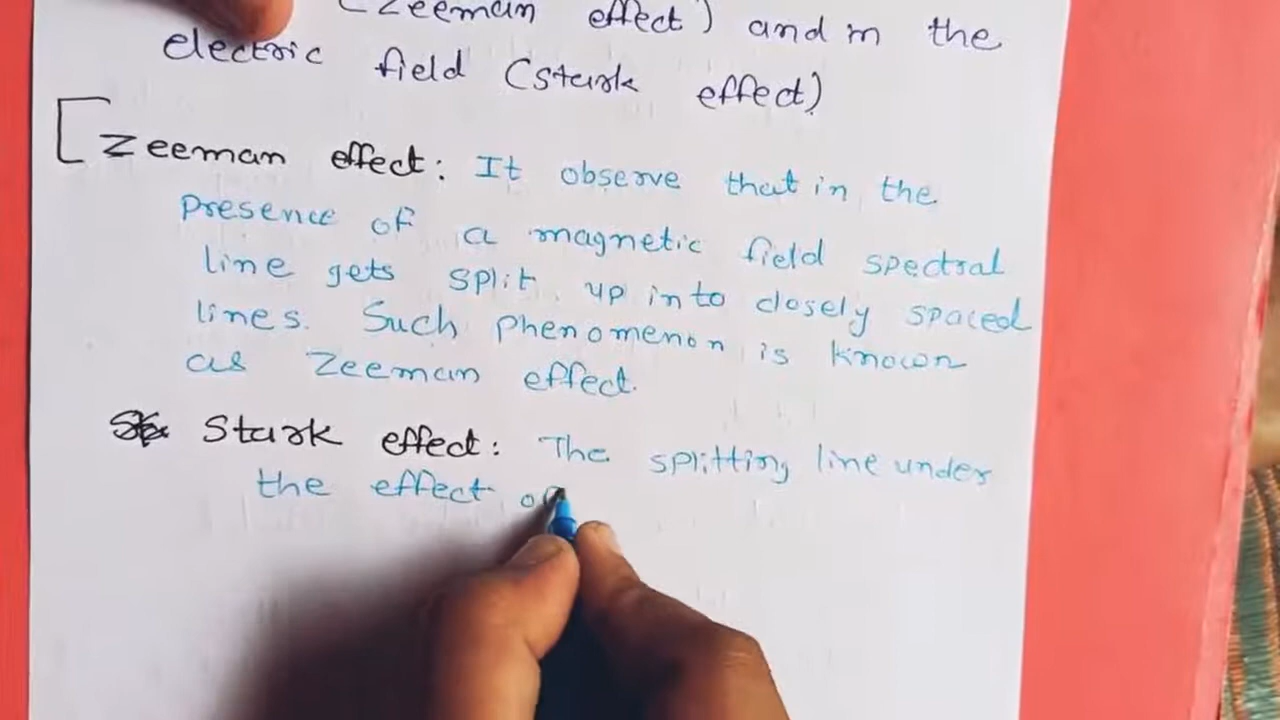 (Zeeman effect) and in the
electric field (Stark effect)
[Zeeman effect: It observe that in the
presence of a magnetic field spectral
line gets split up into closely spaced
lines. Such phenomenon is known
as Zeeman effect.
Stark effect: The splitting line under
the effect of